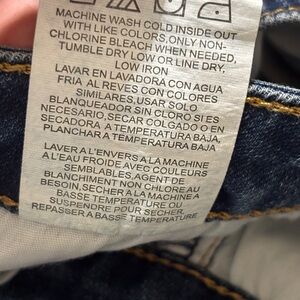 MACHINE WASH COLD INSIDE OUT
WITH LIKE COLORS,ONLY NON-
CHLORINE BLEACH WHEN NEEDED,
TUMBLE DRY LOW OR LINE DRY.
LOW IRON
LAVAR EN LAVADORA CON AGUA
FRIA AL REVES CON COLORES
SIMILARES,USAR SOLO
BLANQUEADOR SIN CLORO SI ES
NECESARIO,SECAR COLGADO O EN
SECADORA A TEMPERATURA BAJA,
PLANCHAR A TEMPERATURA BAJA
LAVER A L'ENVERS A LA MACHINE
A L'EAU FROIDE AVEC COULEURS
SEMBLABLES,AGENT DE
BLANCHIMENT NON CHLORE AU
BESOIN,SECHER A LA MACHINE A
BASSE TEMPERATURE OU
SUSPENDRE POUR SECHER.
REPASSER A BASSE TEMPERATURE